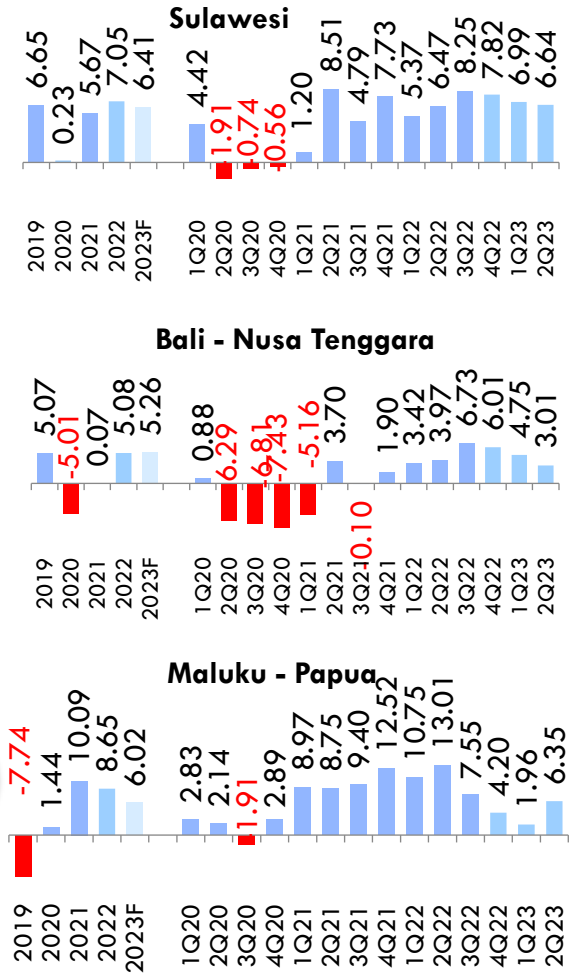 Sulawesi
6.65 0.23 5.67 7.05 6.41 4.42 1.91 -0.74 -0.56 1.20 8.51 4.79 7.73 5.37 6.47 8.25 7.82 6.99 6.64
2019 2020 2021 2022 2023F 1Q20 2Q20 3Q20 4Q20 1Q21 2Q21 3Q21 4Q21 1Q22 2Q22 3Q22 4Q22 1Q23 2Q23
Bali - Nusa Tenggara
5.07 -5.01 0.07 5.08 5.26 0.88 6.29 -6.81 -7.43 -5.16 3.70 -0.10 1.90 3.42 3.97 6.73 6.01 4.75 3.01
2019 2020 2021 2022 2023F 1Q20 2Q20 3Q20 4Q20 1Q21 2Q21 3Q21 4Q21 1Q22 2Q22 3Q22 4Q22 1Q23 2Q23
Maluku - Papua
-7.74 1.44 10.09 8.65 6.02 2.83 2.14 1.91 2.89 8.97 8.75 9.40 12.52 10.75 13.01 7.55 4.20 1.96 6.35
2019 2020 2021 2022 2023F 1Q20 2Q20 3Q20 4Q20 1Q21 2Q21 3Q21 4Q21 1Q22 2Q22 3Q22 4Q22 1Q23 2Q23